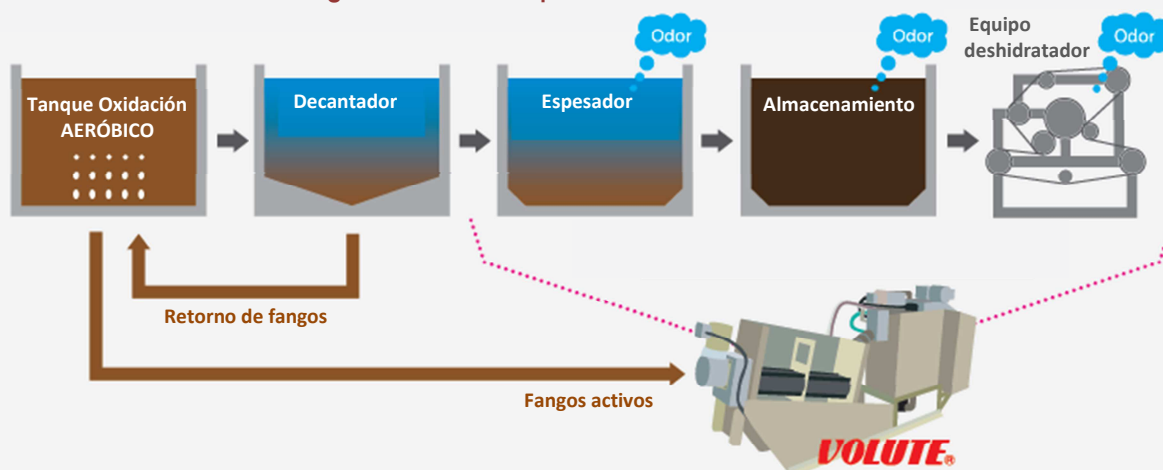 Odor
Odor
Odor
Equipo
deshidratador
Tanque Oxidación
AERÓBICO
Decantador
Espesador
Almacenamiento
Retorno de fangos
Fangos activos
VOLUTE®